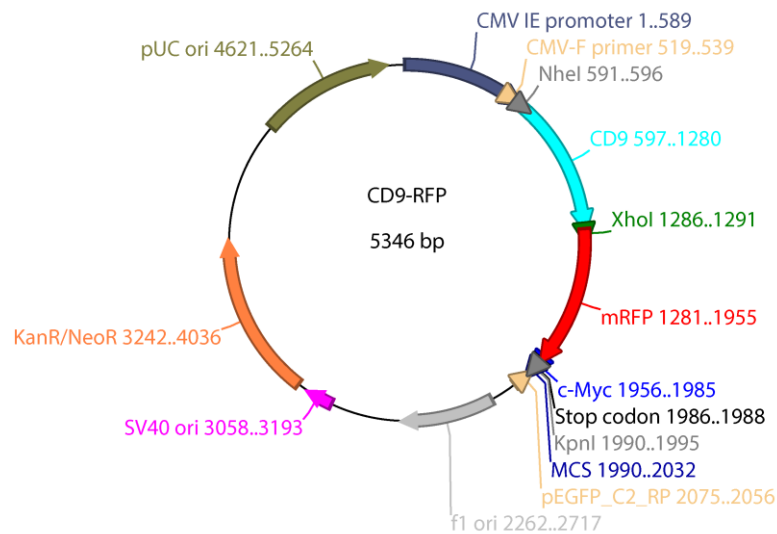 CMV IE promoter 1..589
CMV-F primer 519..539
NheI 591..596
pUC ori 4621..5264
CD9 597..1280
CD9-RFP
5346 bp
XhoI 1286..1291
mRFP 1281..1955
KanR/NeoR 3242..4036
c-Myc 1956..1985
Stop codon 1986..1988
SV40 ori 3058..3193
KpnI 1990..1995
MCS 1990..2032
pEGFP_C2_RP 2075..2056
f1 ori 2262..2717